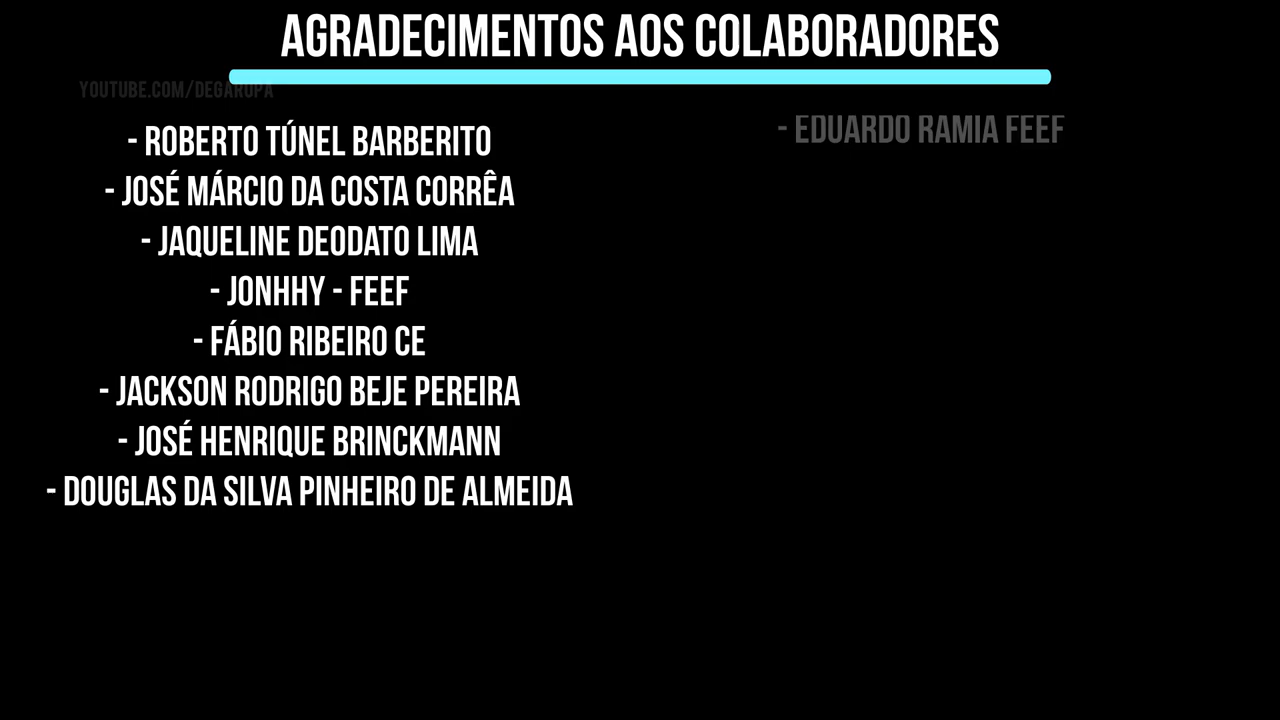 AGRADECIMENTOS AOS COLABORADORES
YOUTUBE.COM/DEGARUPA
- ROBERTO TÚNEL BARBERITO
- JOSÉ MÁRCIO DA COSTA CORRÊA
- JAQUELINE DEODATO LIMA
- JONHHY - FEEF
- FÁBIO RIBEIRO CE
- JACKSON RODRIGO BEJE PEREIRA
- JOSÉ HENRIQUE BRINCKMANN
- DOUGLAS DA SILVA PINHEIRO DE ALMEIDA
- EDUARDO RAMIA FEEF